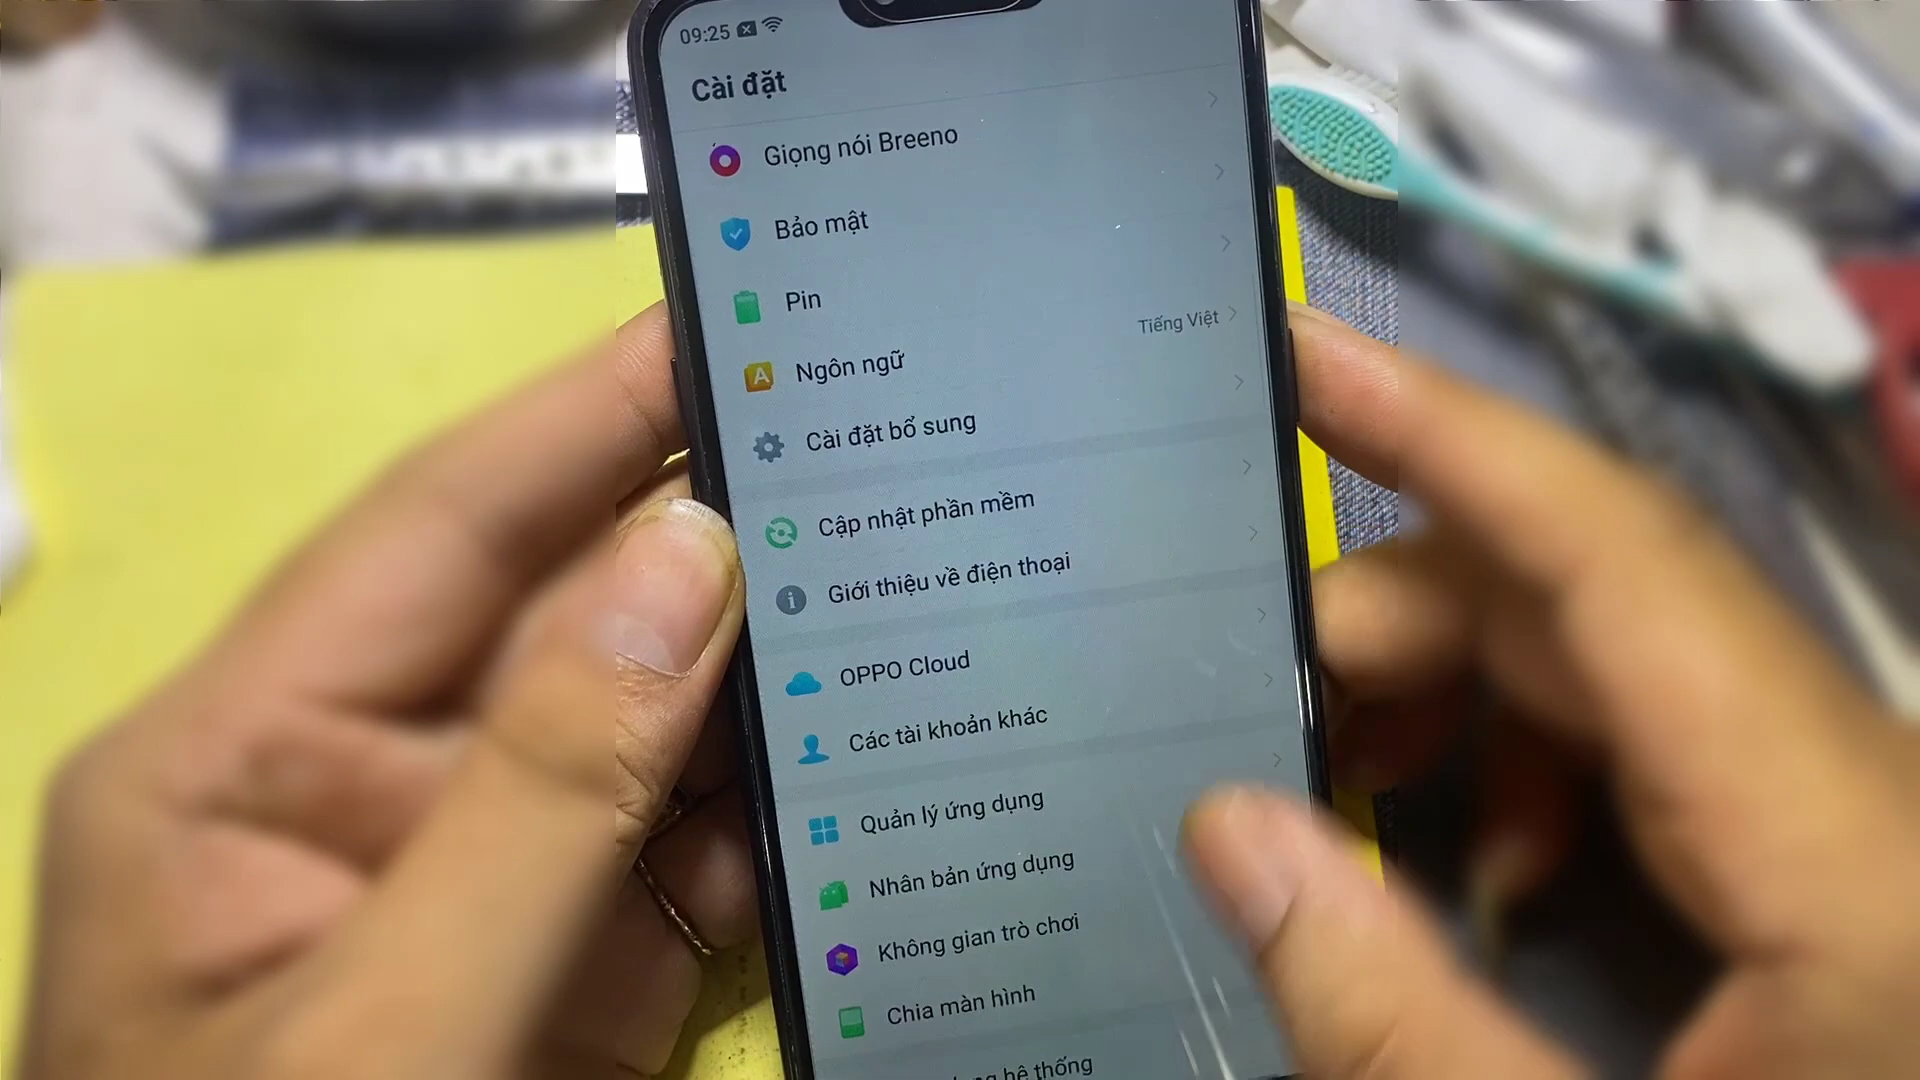 09:25
Cài đặt
Giọng nói Breeno
Bảo mật
Pin
Ngôn ngữ
Tiếng Việt
Cài đặt bổ sung
Cập nhật phần mềm
Giới thiệu về điện thoại
OPPO Cloud
Các tài khoản khác
Quản lý ứng dụng
Nhân bản ứng dụng
Không gian trò chơi
Chia màn hình
hệ thống